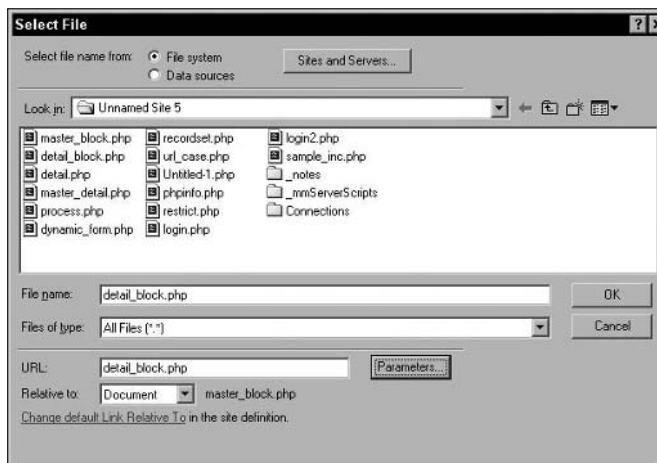 Select File
Select file name from: File system
Data sources
Sites and Servers...
Look in: Unnamed Site 5
master_block.php recordset.php login2.php
detail_block.php url_case.php sample_inc.php
detail.php Untitled-1.php _notes
master_detail.php phpinfo.php _mmServerScripts
process.php restrict.php Connections
dynamic_form.php login.php
File name: detail_block.php OK
Files of type: All Files (*.*) Cancel
URL: detail_block.php Parameters...
Relative to: Document master_block.php
Change default Link Relative To in the site definition.